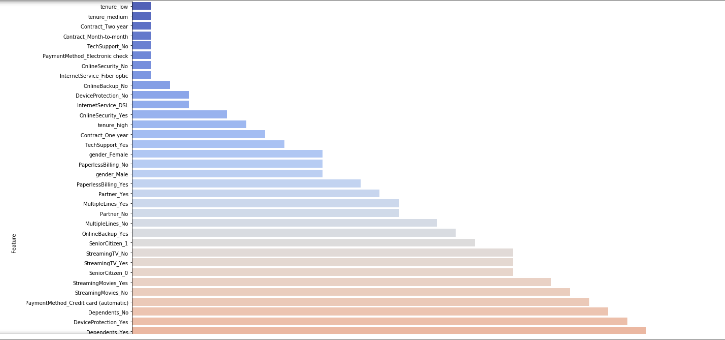 tenure_low
tenure_medium
Contract_Two year
Contract_Month-to-month
TechSupport_No
PaymentMethod_Electronic check
OnlineSecurity_No
InternetService_Fiber optic
OnlineBackup_No
DeviceProtection_No
InternetService_DSL
OnlineSecurity_Yes
tenure_high
Contract_One year
TechSupport_Yes
gender_Female
PaperlessBilling_No
gender_Male
PaperlessBilling_Yes
Partner_Yes
MultipleLines_Yes
Partner_No
MultipleLines_No
OnlineBackup_Yes
SeniorCitizen_1
StreamingTV_No
StreamingTV_Yes
SeniorCitizen_0
StreamingMovies_Yes
StreamingMovies_No
PaymentMethod_Credit card (automatic)
Dependents_No
DeviceProtection_Yes
Dependents_Yes
Feature